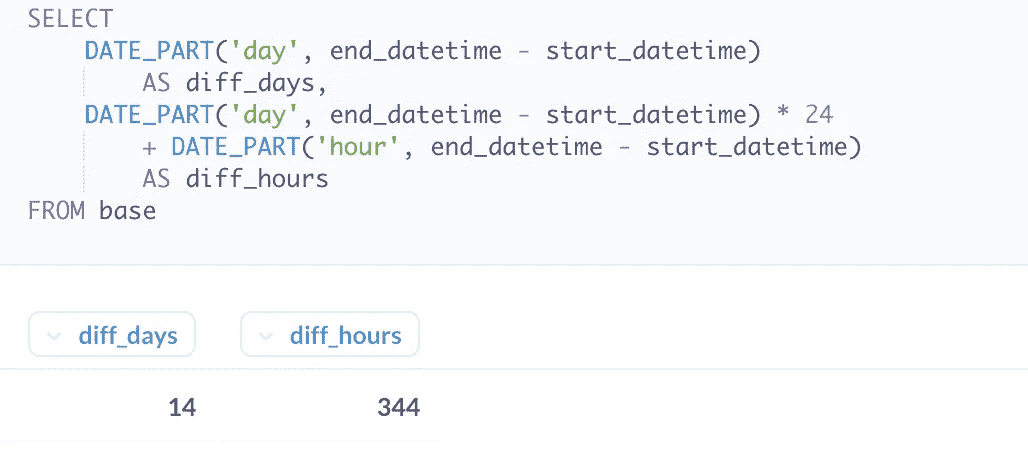 SELECT
DATE_PART('day', end_datetime - start_datetime)
AS diff_days,
DATE_PART('day', end_datetime - start_datetime) * 24
+ DATE_PART('hour', end_datetime - start_datetime)
AS diff_hours
FROM base
diff_days diff_hours
14 344